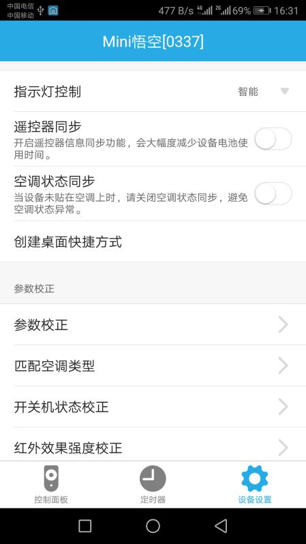 中国电信
中国移动
477 B/s 4G 2G 69% 16:31
Mini悟空[0337]
指示灯控制 智能
遥控器同步
开启遥控器信息同步功能，会大幅度减少设备电池使
用时间。
空调状态同步
当设备未贴在空调上时，请关闭空调状态同步，避免
空调状态异常。
创建桌面快捷方式
参数校正
参数校正
匹配空调类型
开关机状态校正
红外效果强度校正
控制面板 定时器 设备设置